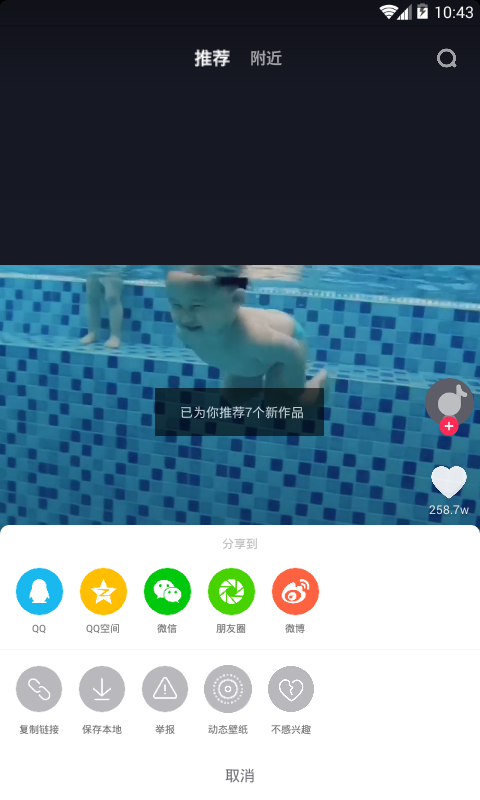 10:43
推荐 附近
已为你推荐7个新作品
258.7w
分享到
QQ QQ空间 微信 朋友圈 微博
复制链接 保存本地 举报 动态壁纸 不感兴趣
取消